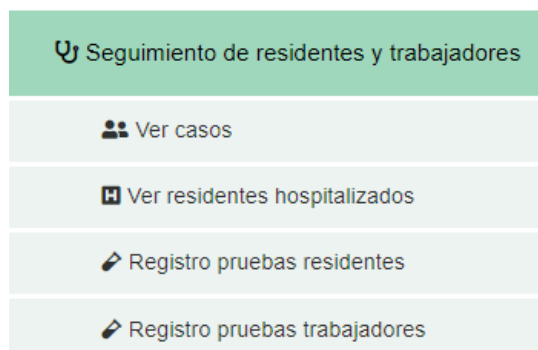 Seguimiento de residentes y trabajadores
Ver casos
Ver residentes hospitalizados
Registro pruebas residentes
Registro pruebas trabajadores